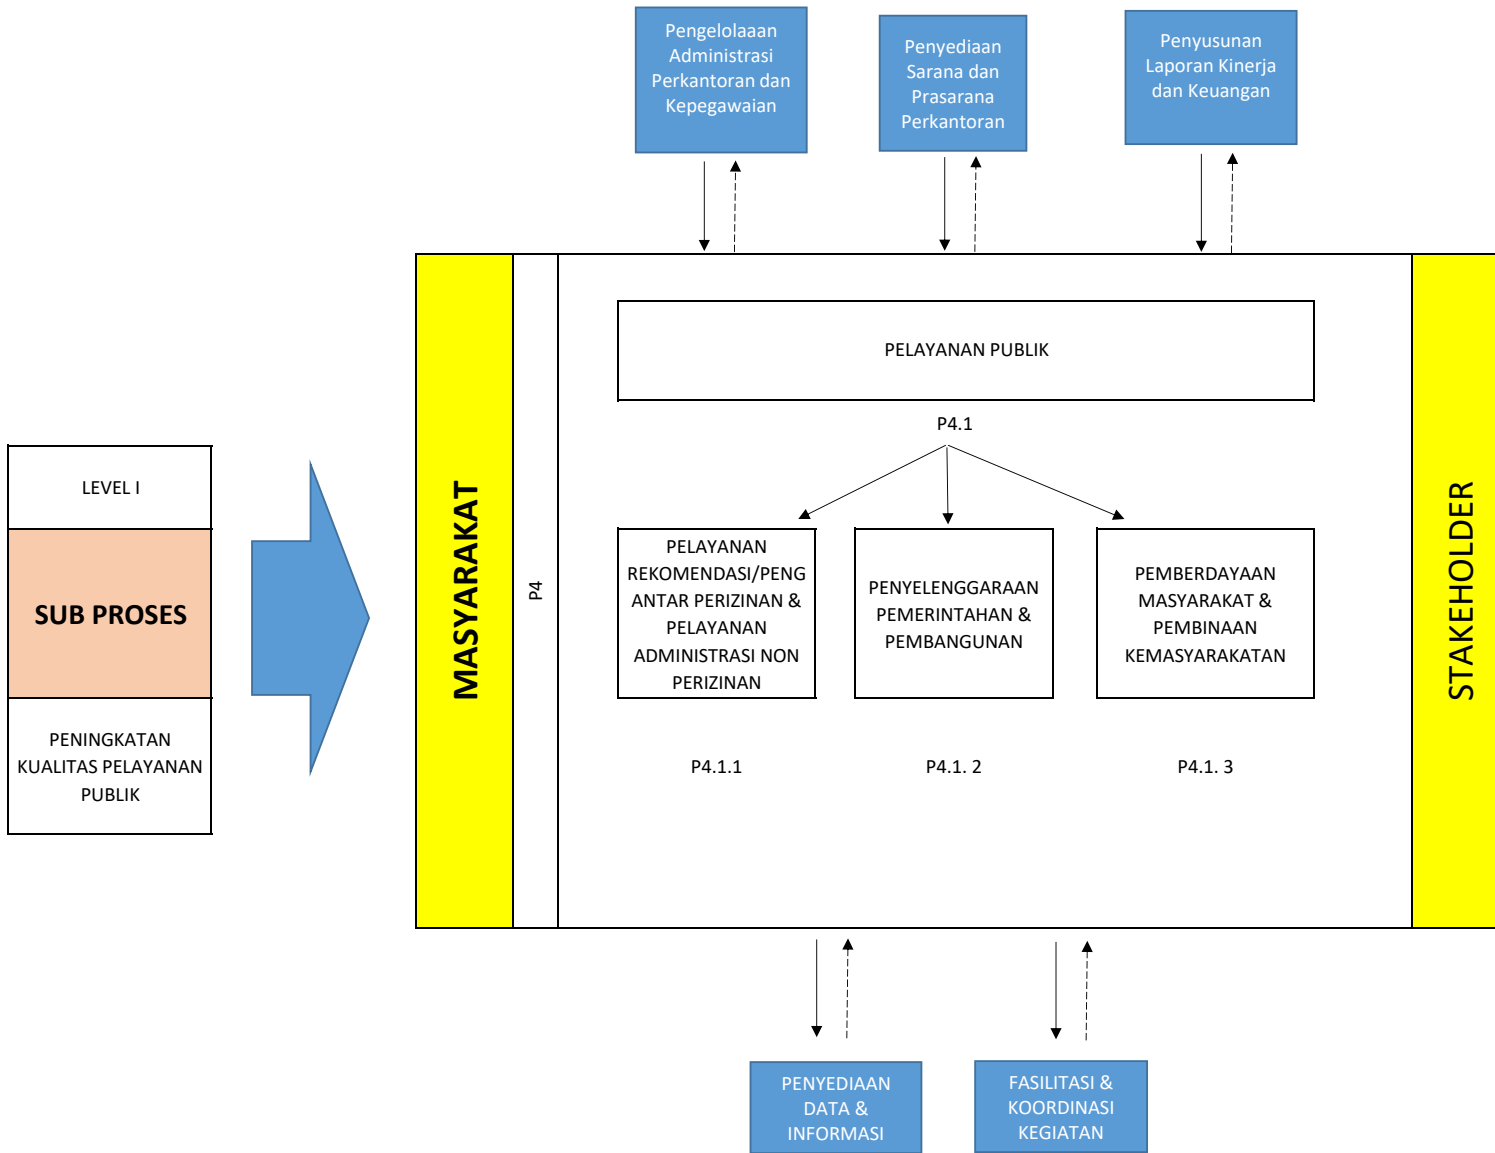 Pengelolaaan
Administrasi
Perkantoran dan
Kepegawaian
Penyediaan
Sarana dan
Prasarana
Perkantoran
Penyusunan
Laporan Kinerja
dan Keuangan
LEVEL I
SUB PROSES
PENINGKATAN
KUALITAS PELAYANAN
PUBLIK
MASYARAKAT
P4
PELAYANAN PUBLIK
P4.1
PELAYANAN
REKOMENDASI/PENG
ANTAR PERIZINAN &
PELAYANAN
ADMINISTRASI NON
PERIZINAN
PENYELENGGARAAN
PEMERINTAHAN &
PEMBANGUNAN
PEMBERDAYAAN
MASYARAKAT &
PEMBINAAN
KEMASYARAKATAN
P4.1.1
P4.1. 2
P4.1. 3
STAKEHOLDER
PENYEDIAAN
DATA &
INFORMASI
FASILITASI &
KOORDINASI
KEGIATAN